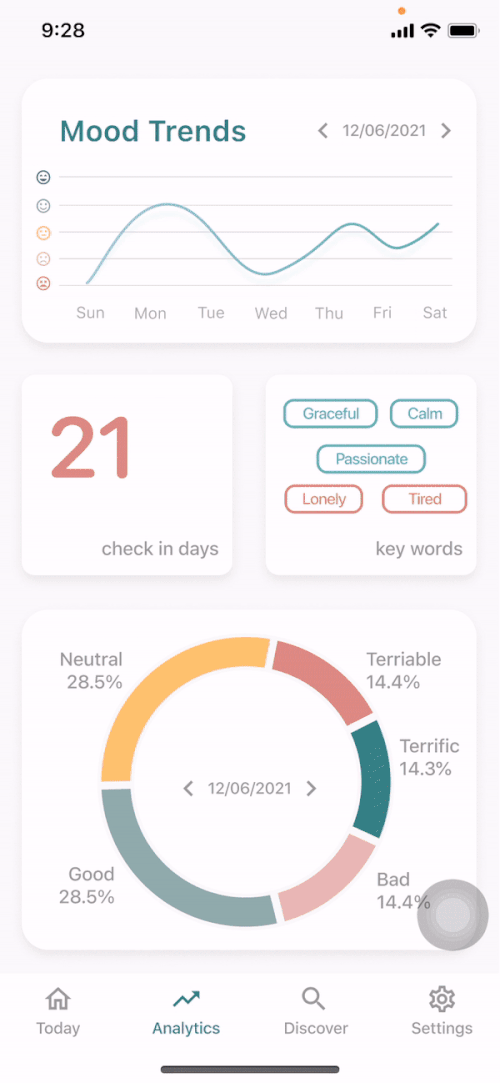 9:28
Mood Trends
12/06/2021
Sun Mon Tue Wed Thu Fri Sat
21
check in days
Graceful Calm
Passionate
Lonely Tired
key words
Neutral
28.5%
Terriable
14.4%
Terrific
14.3%
12/06/2021
Good
28.5%
Bad
14.4%
Today Analytics Discover Settings